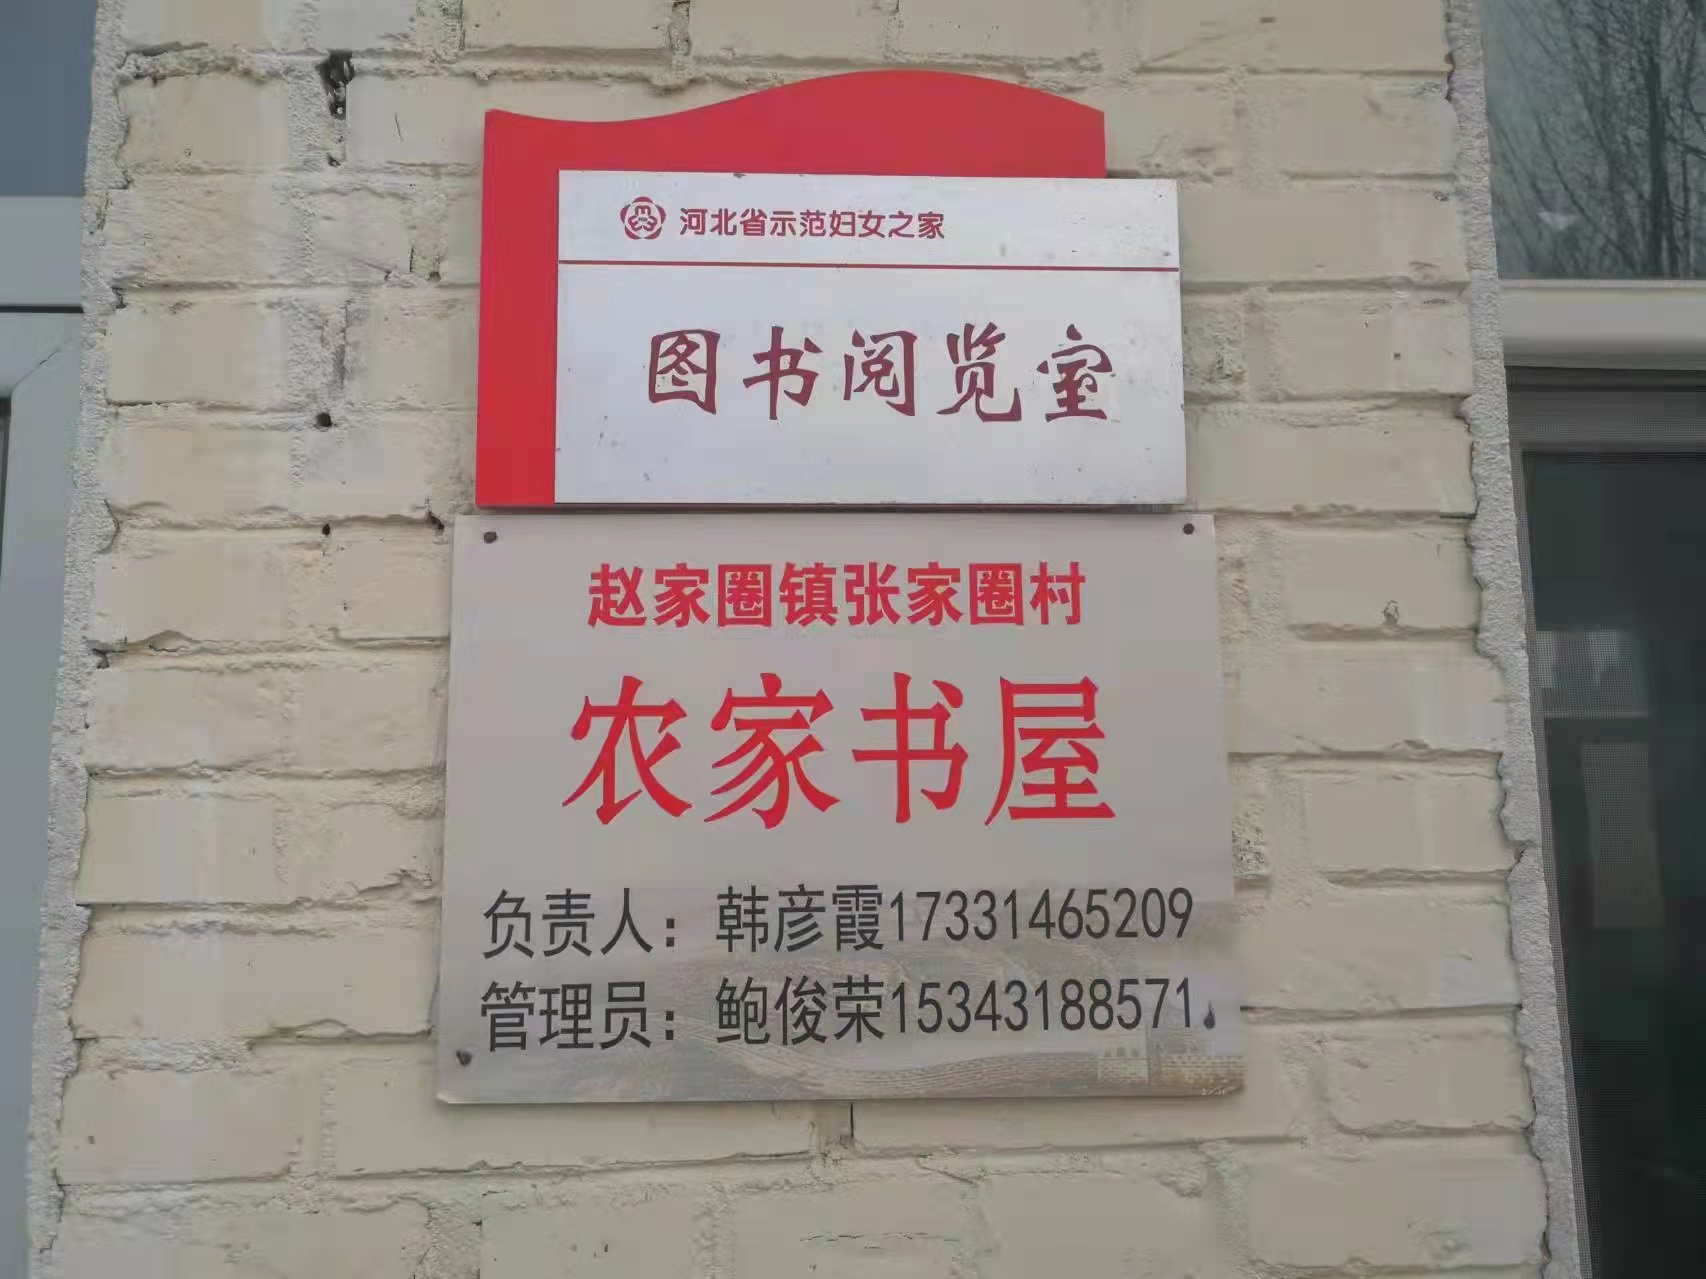 河北省示范妇女之家
图书阅览室
赵家圈镇张家圈村
农家书屋
负责人：韩彦霞17331465209
管理员：鲍俊荣15343188571